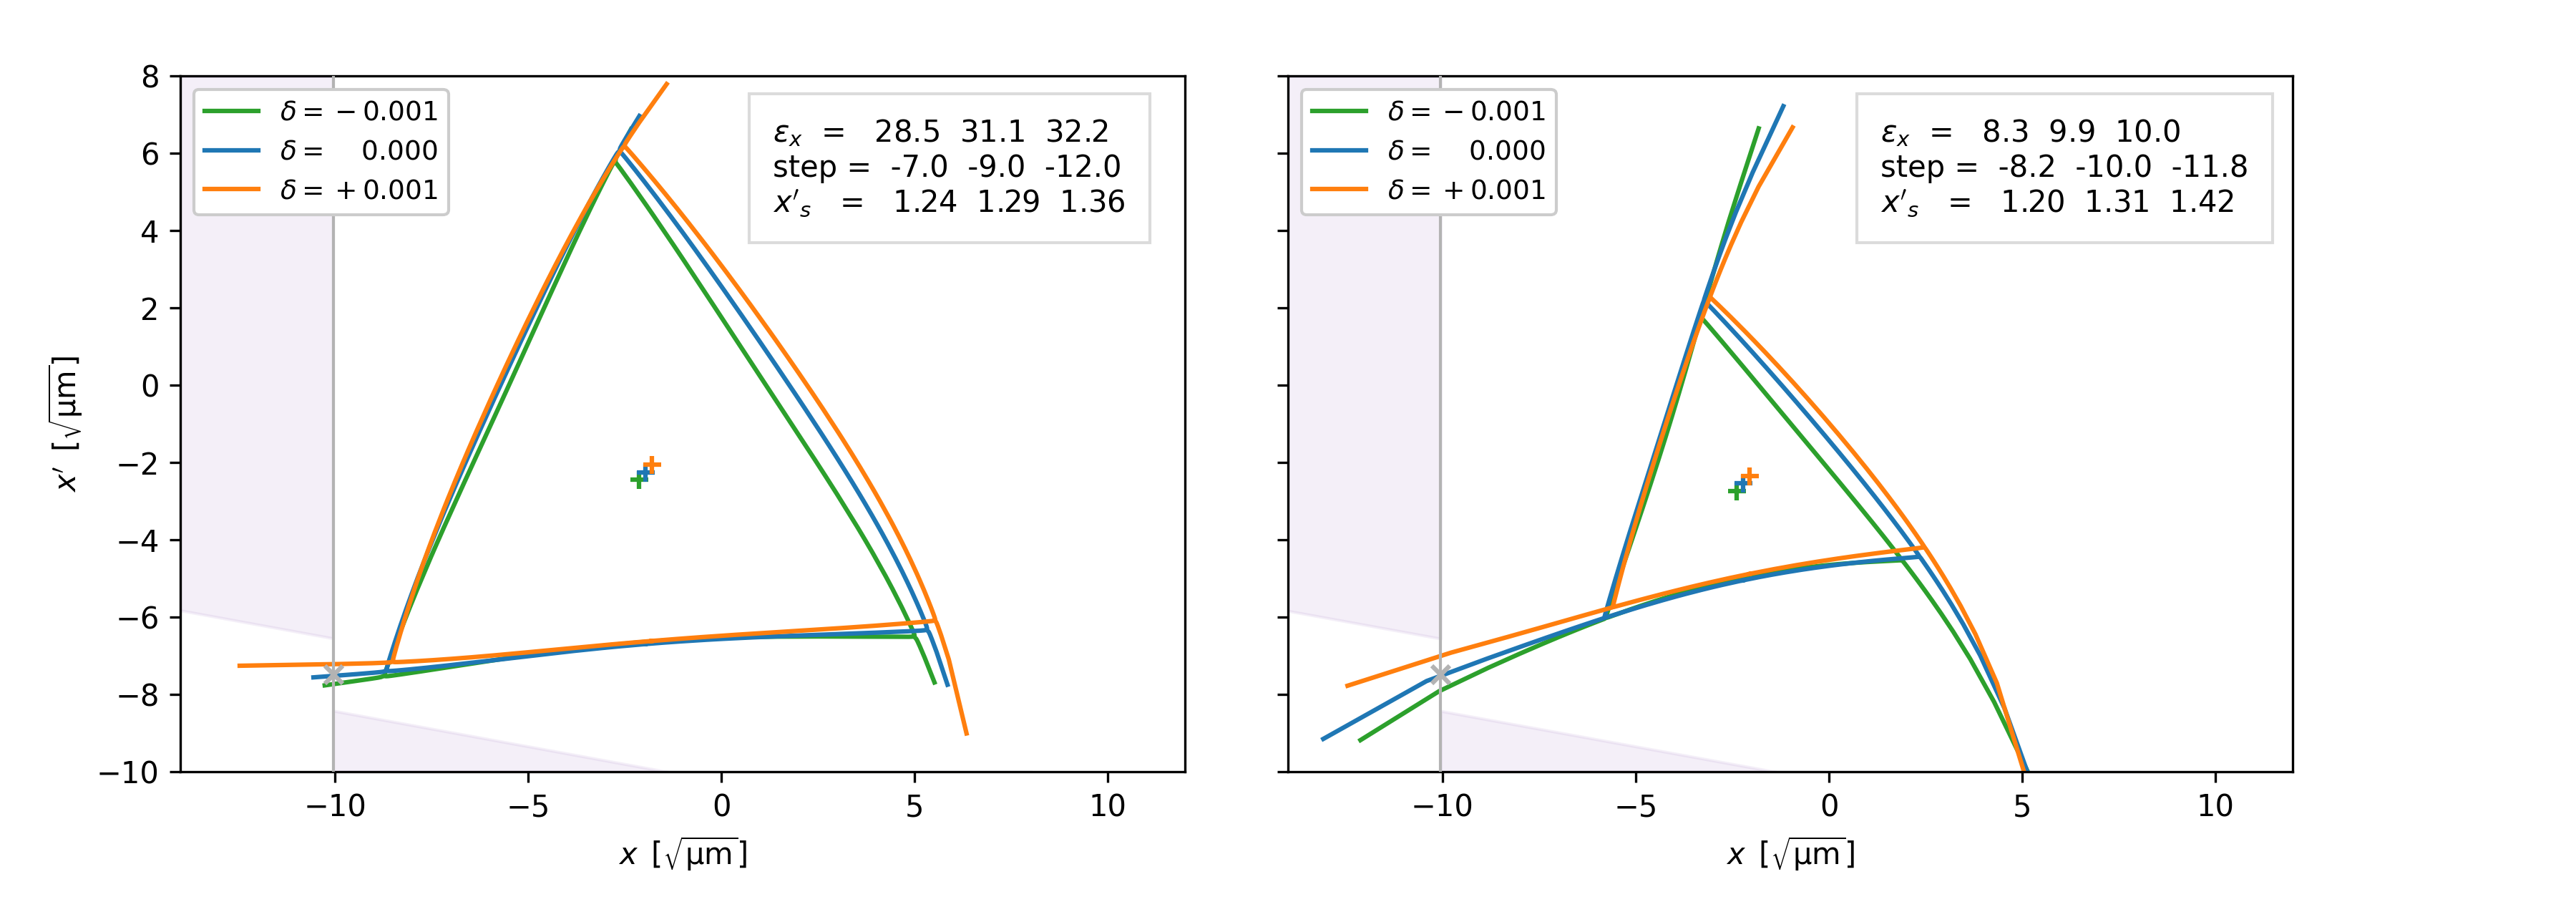 8
6
4
2
0
−2
−4
−6
−8
−10
x′ [√µm]
δ = −0.001
δ = 0.000
δ = +0.001
εx = 28.5 31.1 32.2
step = -7.0 -9.0 -12.0
x′s = 1.24 1.29 1.36
−10 −5 0 5 10
x [√µm]
δ = −0.001
δ = 0.000
δ = +0.001
εx = 8.3 9.9 10.0
step = -8.2 -10.0 -11.8
x′s = 1.20 1.31 1.42
−10 −5 0 5 10
x [√µm]